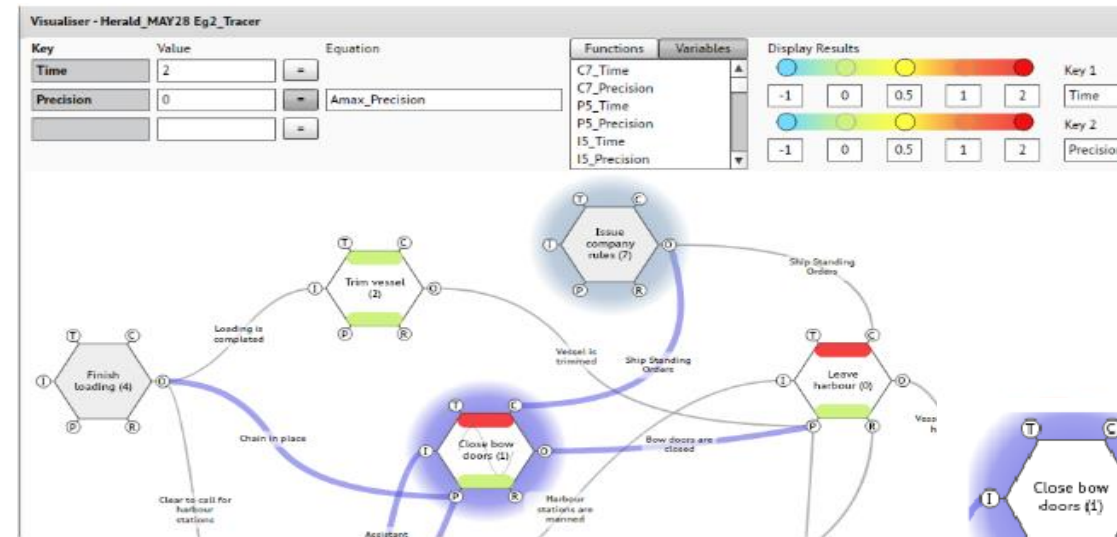 Visualiser - Herald_MAY28 Eg2_Tracer
Key Value Equation Functions Variables Display Results
Time 2 =
C7_Time
C7_Precision
P5_Time
P5_Precision
I5_Time
I5_Precision
Precision 0 = Amax_Precision
=
-1 0 0.5 1 2
Key 1
Time
Key 2
-1 0 0.5 1 2
Precision
T C
I O
P R
Issue
company
rules (7)
Ship Standing
Orders
T C
I O
P R
Trim vessel
(2)
Loading is
completed
T C
I O
P R
Finish
loading (4)
Vessel is
trimmed
Ship Standing
Orders
T C
I O
P R
Leave
harbour (0)
Chain in place
T C
I O
P R
Close bow
doors (1)
Bow doors are
closed
T C
I
Close bow
doors (1)
Clear to call for
harbour
stations
Harbour
stations are
manned
Assistant